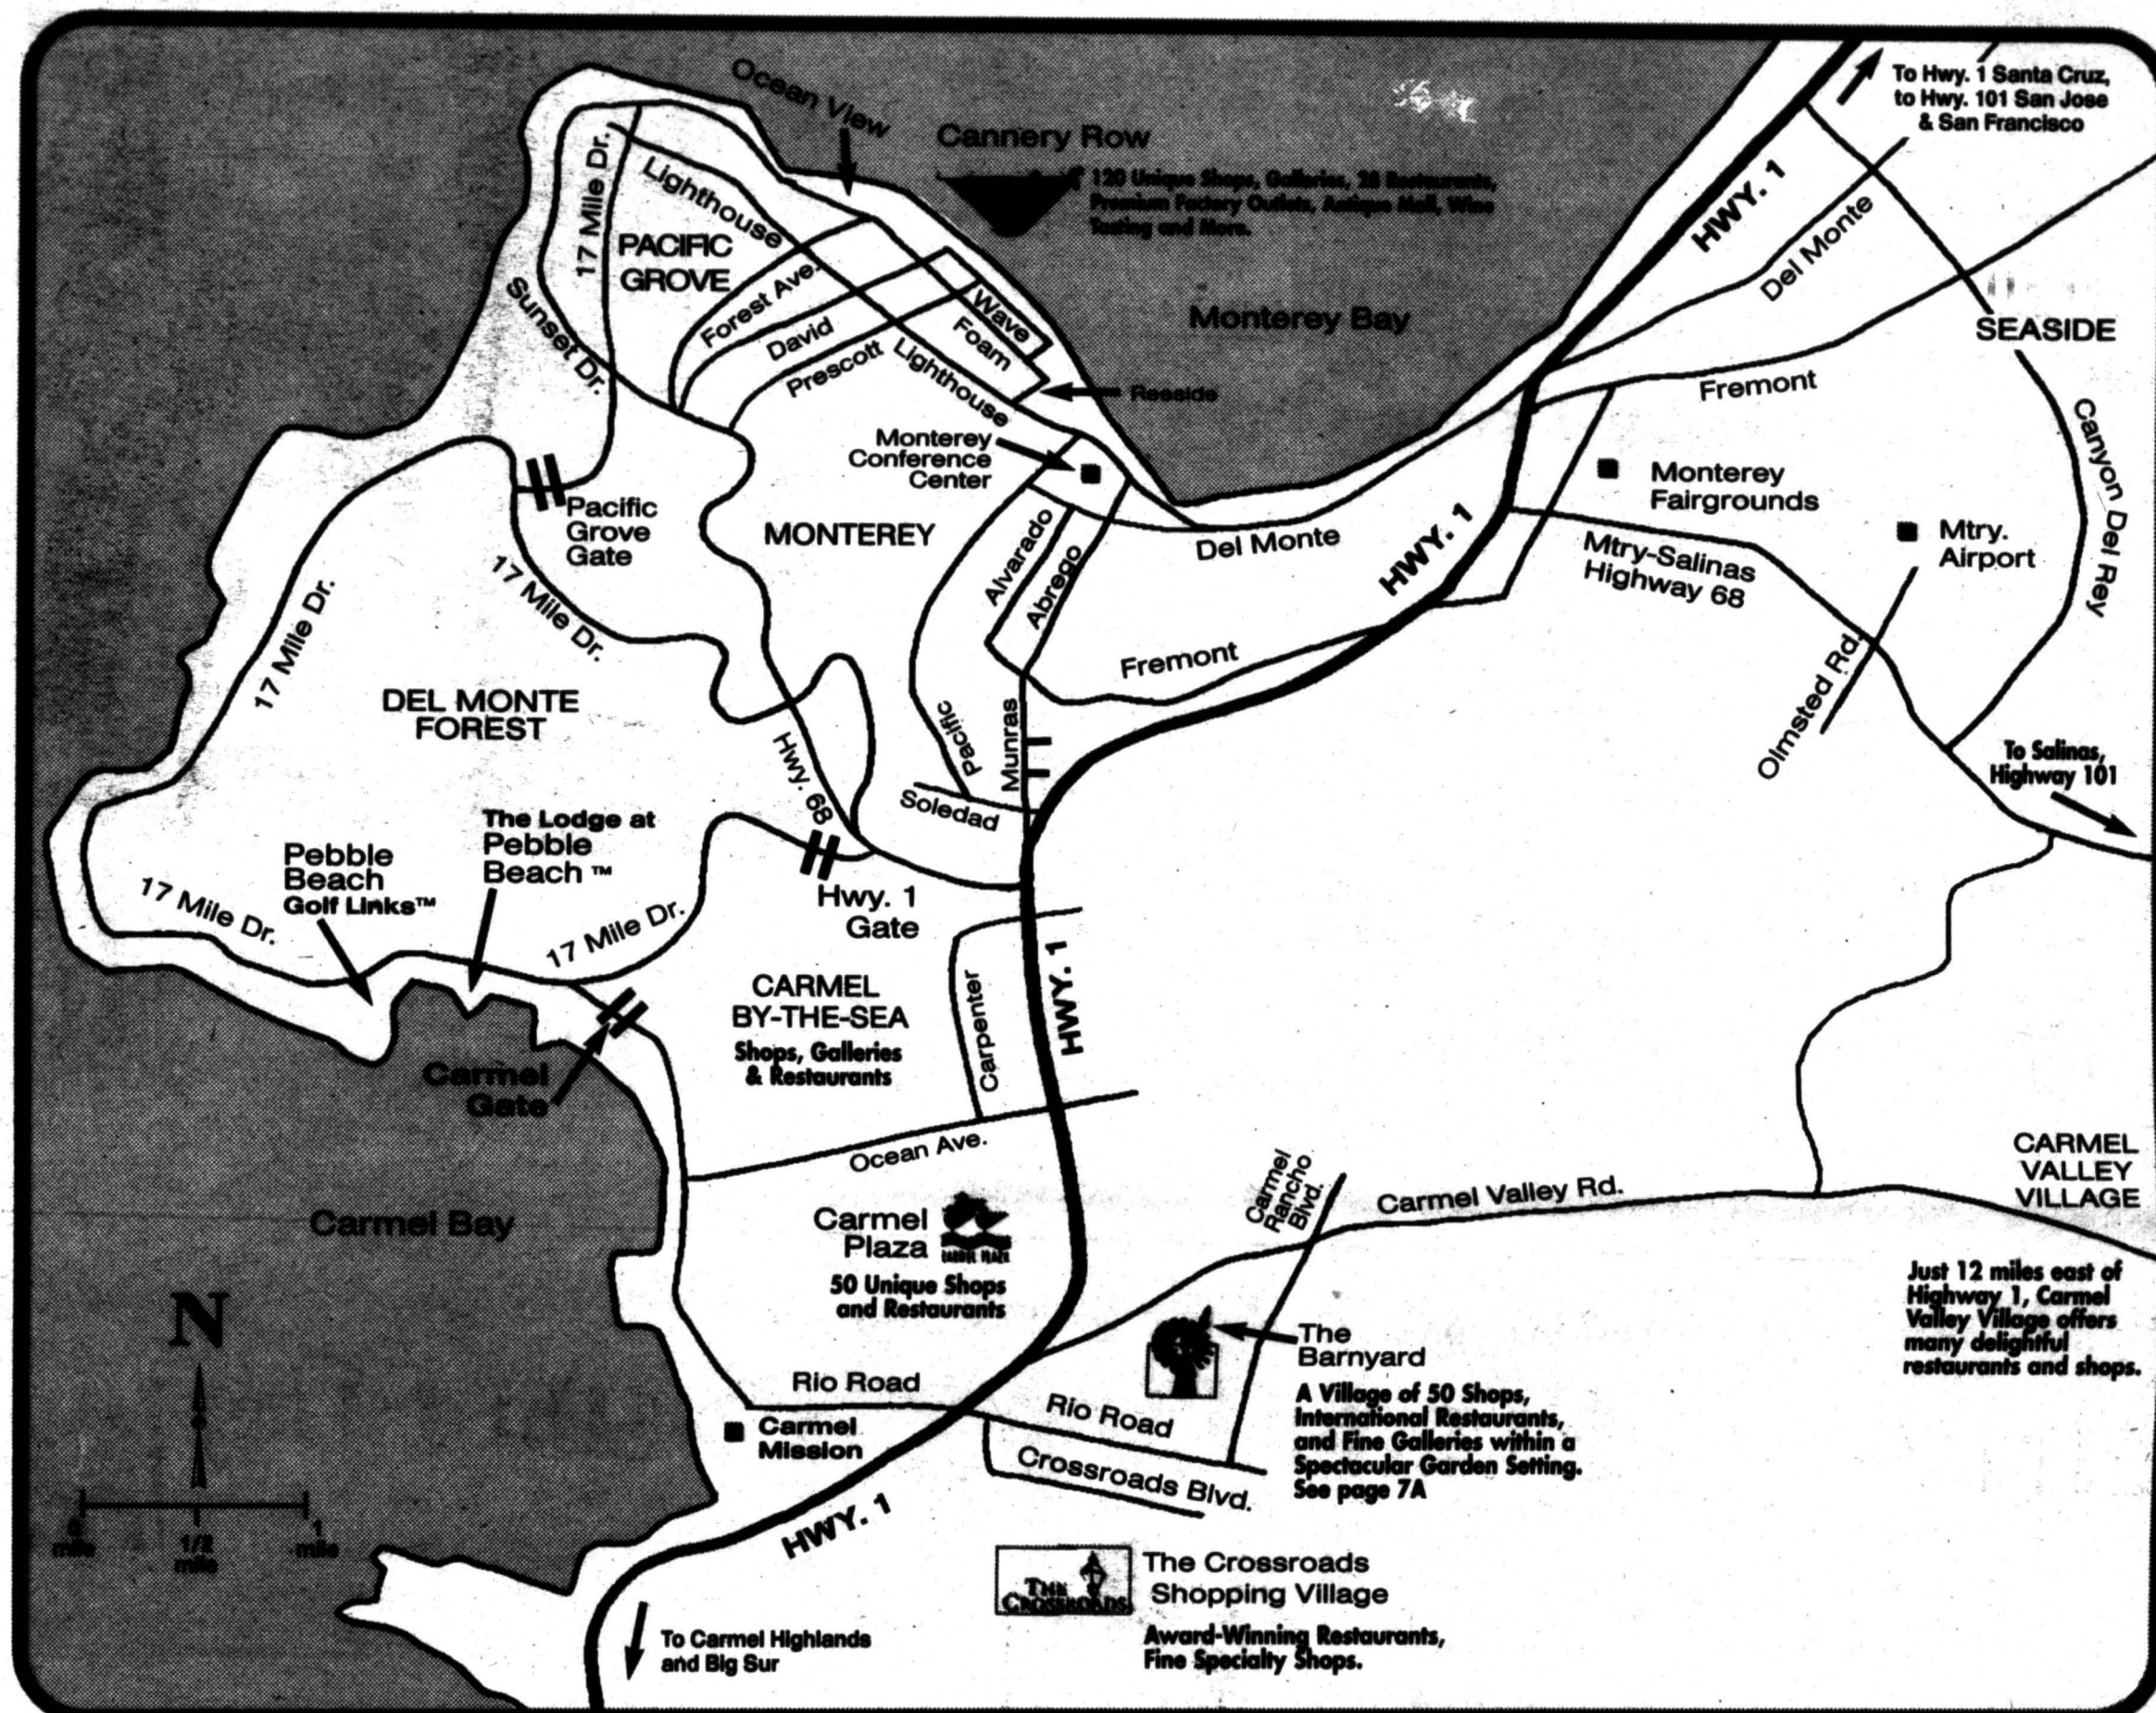 To Hwy. 1 Santa Cruz,
to Hwy. 101 San Jose
& San Francisco
Ocean View
Cannery Row
120 Unique Shops, Galleries, 28 Restaurants,
Premium Factory Outlets, Antique Mall, Wine
Tasting and More.
17 Mile Dr.
Lighthouse
PACIFIC
GROVE
Forest Ave.
David
Prescott
Sunset Dr.
Wave
Foam
Lighthouse
Reeside
Monterey Bay
HWY. 1
Del Monte
SEASIDE
Fremont
Canyon Del Rey
Monterey
Conference
Center
Monterey
Fairgrounds
Mtry.
Airport
Pacific
Grove
Gate
MONTEREY
Alvarado
Abrego
Del Monte
HWY. 1
Mtry-Salinas
Highway 68
17 Mile Dr.
17 Mile Dr.
Fremont
Olmsted Rd.
DEL MONTE
FOREST
Hwy. 68
Pacific
Munras
Soledad
To Salinas,
Highway 101
The Lodge at
Pebble
Beach ™
Pebble
Beach
Golf Links™
17 Mile Dr.
17 Mile Dr.
Hwy. 1
Gate
CARMEL
BY-THE-SEA
Shops, Galleries
& Restaurants
Carpenter
HWY. 1
Carmel
Gate
Ocean Ave.
Carmel Bay
Carmel
Plaza
CARMEL PLAZA
50 Unique Shops
and Restaurants
Carmel
Rancho
Blvd.
Carmel Valley Rd.
CARMEL
VALLEY
VILLAGE
Just 12 miles east of
Highway 1, Carmel
Valley Village offers
many delightful
restaurants and shops.
N
The
Barnyard
A Village of 50 Shops,
International Restaurants,
and Fine Galleries within a
Spectacular Garden Setting.
See page 7A
Rio Road
Rio Road
Carmel
Mission
Crossroads Blvd.
0
mile
1/2
mile
1
mile
HWY. 1
THE
CROSSROADS
The Crossroads
Shopping Village
Award-Winning Restaurants,
Fine Specialty Shops.
To Carmel Highlands
and Big Sur